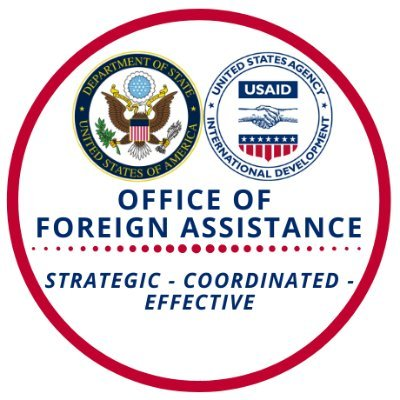 DEPARTMENT OF STATE
UNITED STATES OF AMERICA
UNITED STATES AGENCY
USAID
INTERNATIONAL DEVELOPMENT
OFFICE OF
FOREIGN ASSISTANCE
STRATEGIC - COORDINATED -
EFFECTIVE